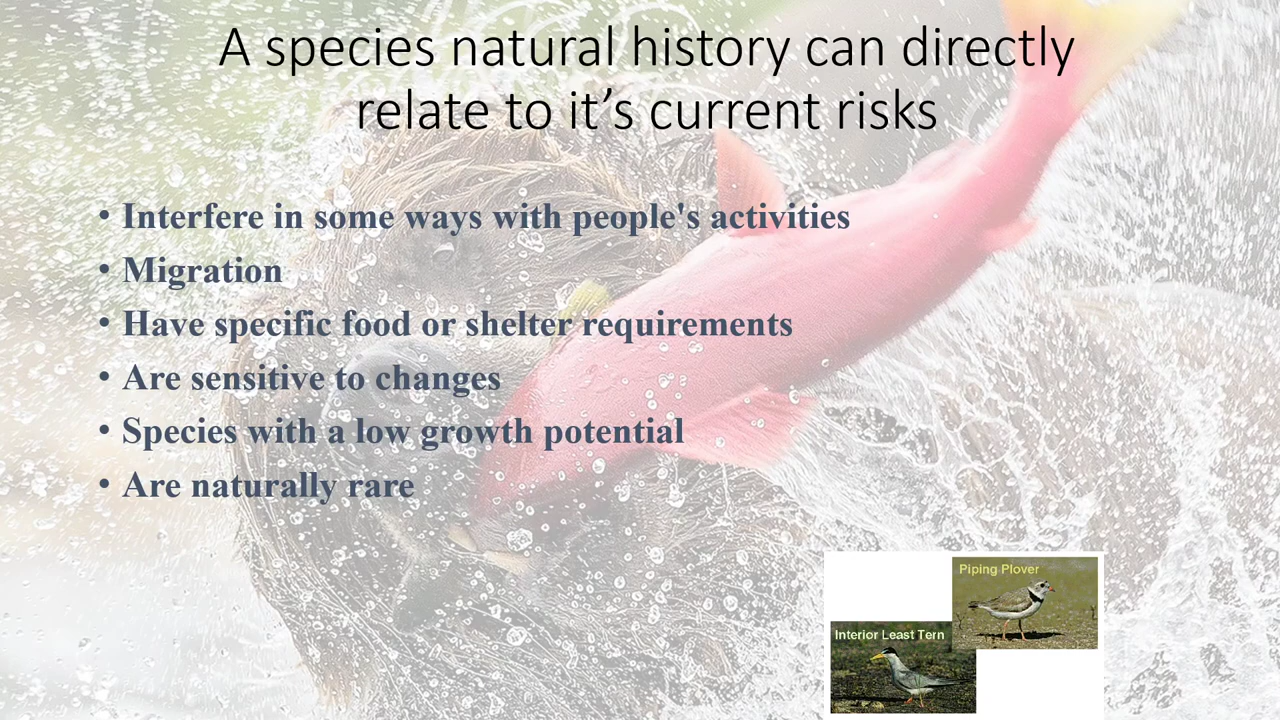 A species natural history can directly
relate to it’s current risks
• Interfere in some ways with people's activities
• Migration
• Have specific food or shelter requirements
• Are sensitive to changes
• Species with a low growth potential
• Are naturally rare
Piping Plover
Interior Least Tern